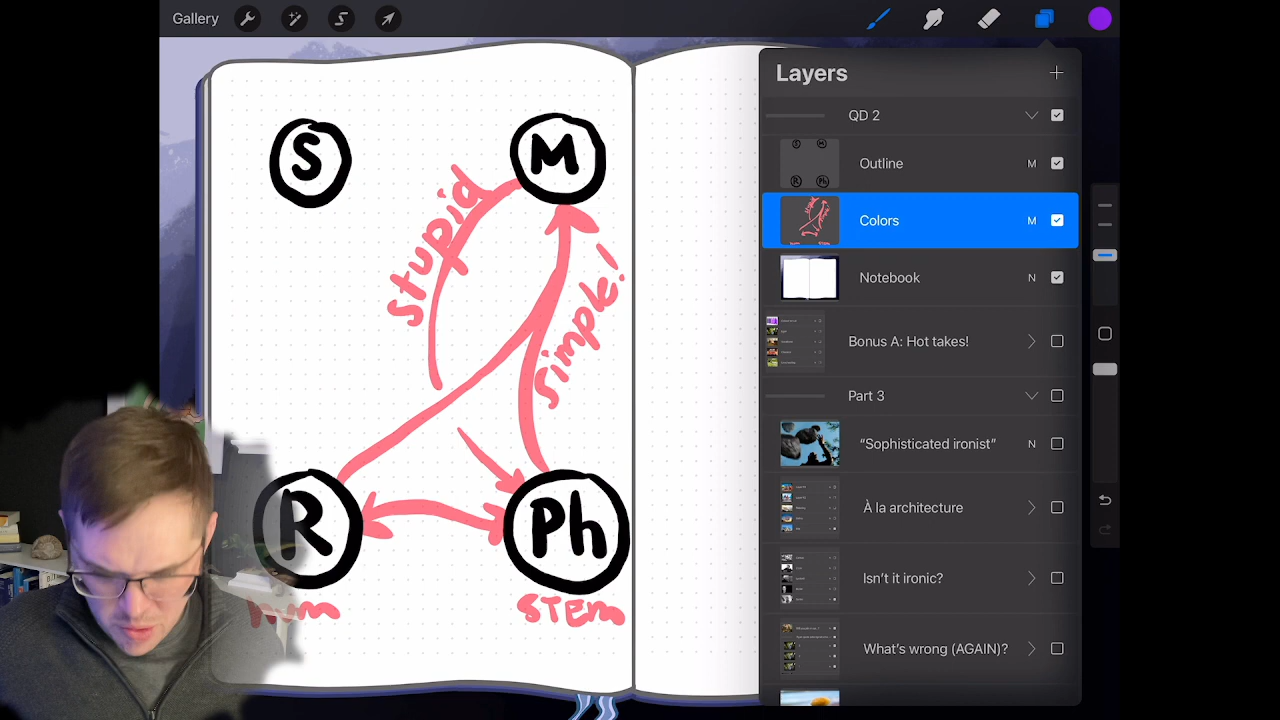 Gallery
Layers
QD 2
Outline
M
Colors
M
Notebook
N
Bonus A: Hot takes!
Part 3
“Sophisticated ironist”
N
À la architecture
Isn’t it ironic?
What’s wrong (AGAIN)?
S
M
stupid
simple!
R
Ph
STEM